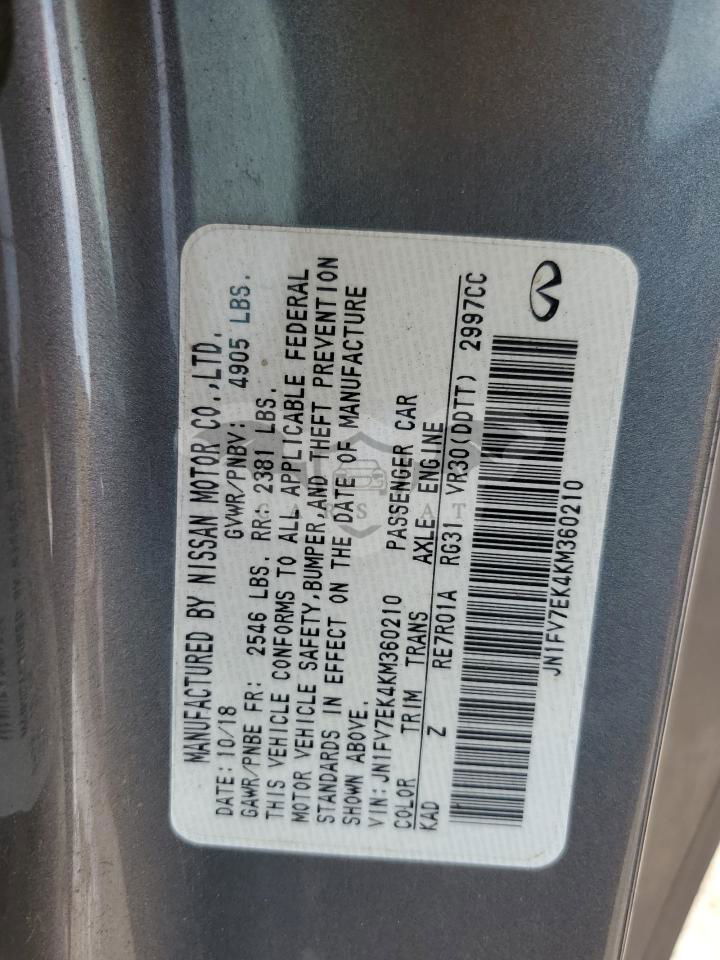 MANUFACTURED BY NISSAN MOTOR CO.,LTD.
DATE: 10/18 GVWR/PNBV: 4905 LBS.
GAWR/PNBE FR: 2546 LBS. RR: 2381 LBS.
THIS VEHICLE CONFORMS TO ALL APPLICABLE FEDERAL
MOTOR VEHICLE SAFETY,BUMPER,AND THEFT PREVENTION
STANDARDS IN EFFECT ON THE DATE OF MANUFACTURE
SHOWN ABOVE.
VIN:JN1FV7EK4KM360210 PASSENGER CAR
COLOR TRIM TRANS AXLE ENGINE
KAD Z RE7R01A RG31 VR30(DDTT) 2997CC
JN1FV7EK4KM360210